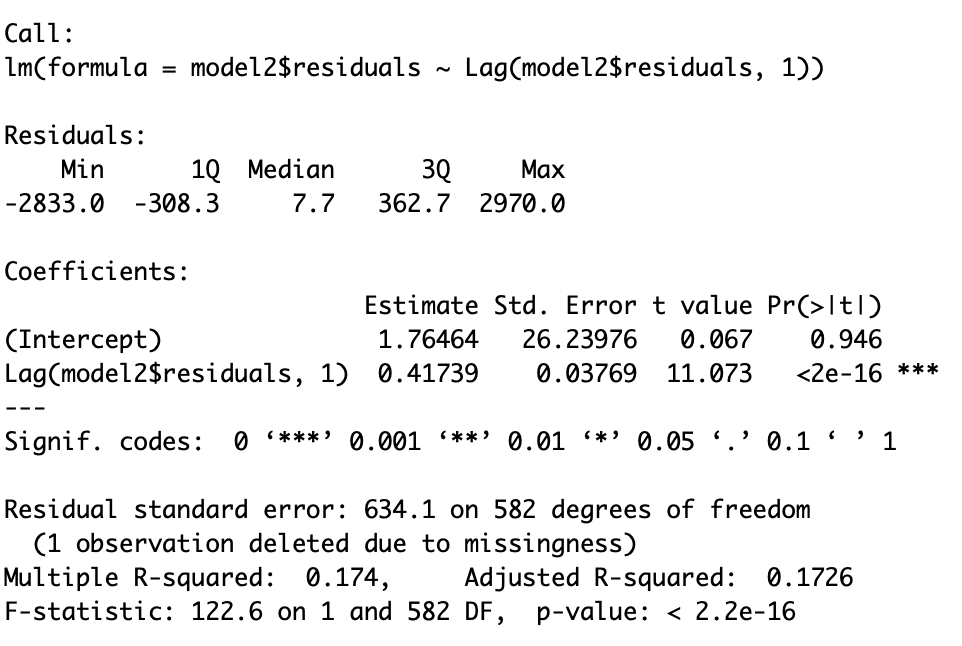 Call:
lm(formula = model2$residuals ~ Lag(model2$residuals, 1))
Residuals:
Min 1Q Median 3Q Max
-2833.0 -308.3 7.7 362.7 2970.0
Coefficients:
Estimate Std. Error t value Pr(>|t|)
(Intercept) 1.76464 26.23976 0.067 0.946
Lag(model2$residuals, 1) 0.41739 0.03769 11.073 <2e-16 ***
---
Signif. codes: 0 ‘***’ 0.001 ‘**’ 0.01 ‘*’ 0.05 ‘.’ 0.1 ‘ ’ 1
Residual standard error: 634.1 on 582 degrees of freedom
(1 observation deleted due to missingness)
Multiple R-squared: 0.174, Adjusted R-squared: 0.1726
F-statistic: 122.6 on 1 and 582 DF, p-value: < 2.2e-16